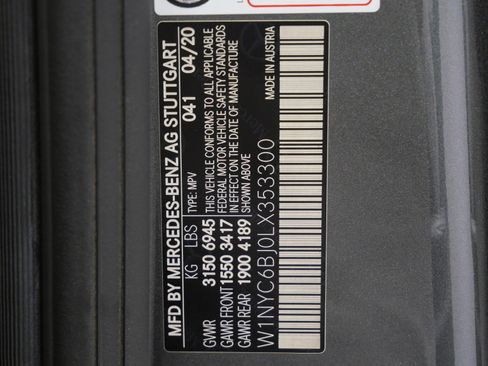 MFD BY MERCEDES-BENZ AG STUTTGART
041 04/20
KG LBS TYPE: MPV
GVWR 3150 6945 THIS VEHICLE CONFORMS TO ALL APPLICABLE
GAWR FRONT 1550 3417 FEDERAL MOTOR VEHICLE SAFETY STANDARDS
IN EFFECT ON THE DATE OF MANUFACTURE
GAWR REAR 1900 4189 SHOWN ABOVE
W1NYC6BJ0LX353300
MADE IN AUSTRIA